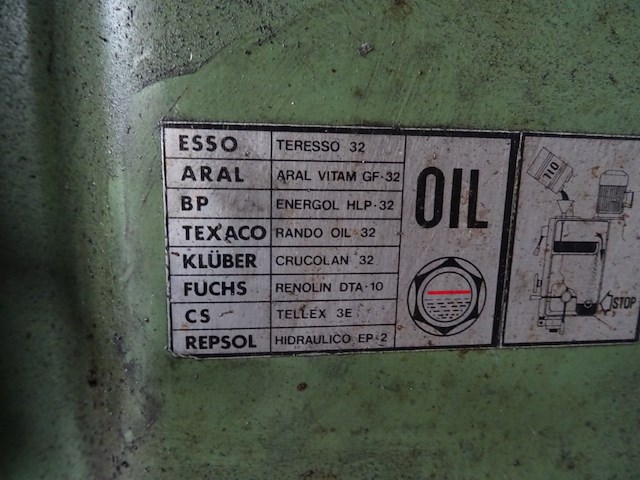 ESSO TERESSO 32
ARAL ARAL VITAM GF-32
BP ENERGOL HLP-32
TEXACO RANDO OIL 32
KLÜBER CRUCOLAN 32
FUCHS RENOLIN DTA-10
CS TELLEX 3E
REPSOL HIDRAULICO EP-2
OIL
OIL
STOP